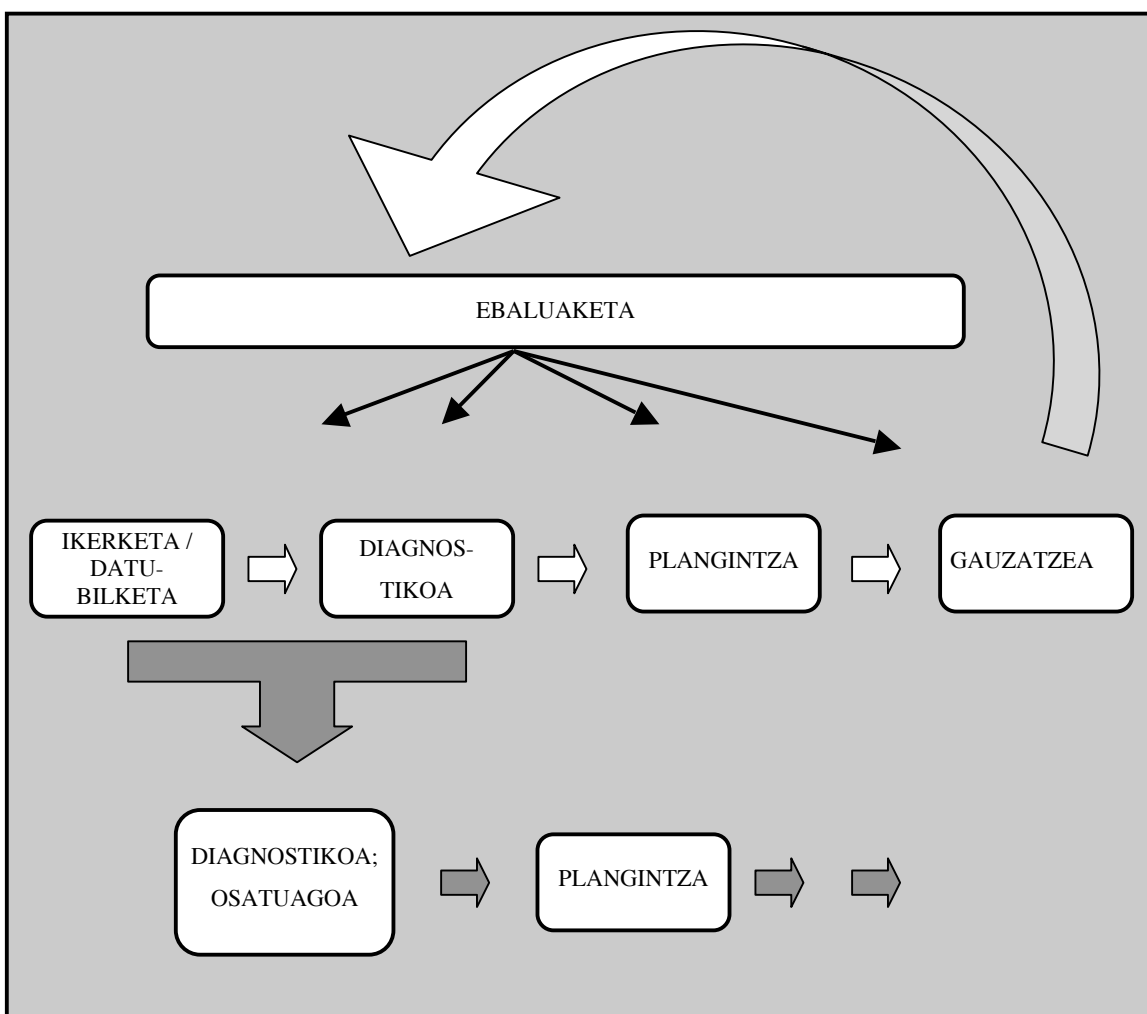 EBALUAKETA
IKERKETA /
DATU-
BILKETA
DIAGNOS-
TIKOA
PLANGINTZA
GAUZATZEA
DIAGNOSTIKOA;
OSATUAGOA
PLANGINTZA